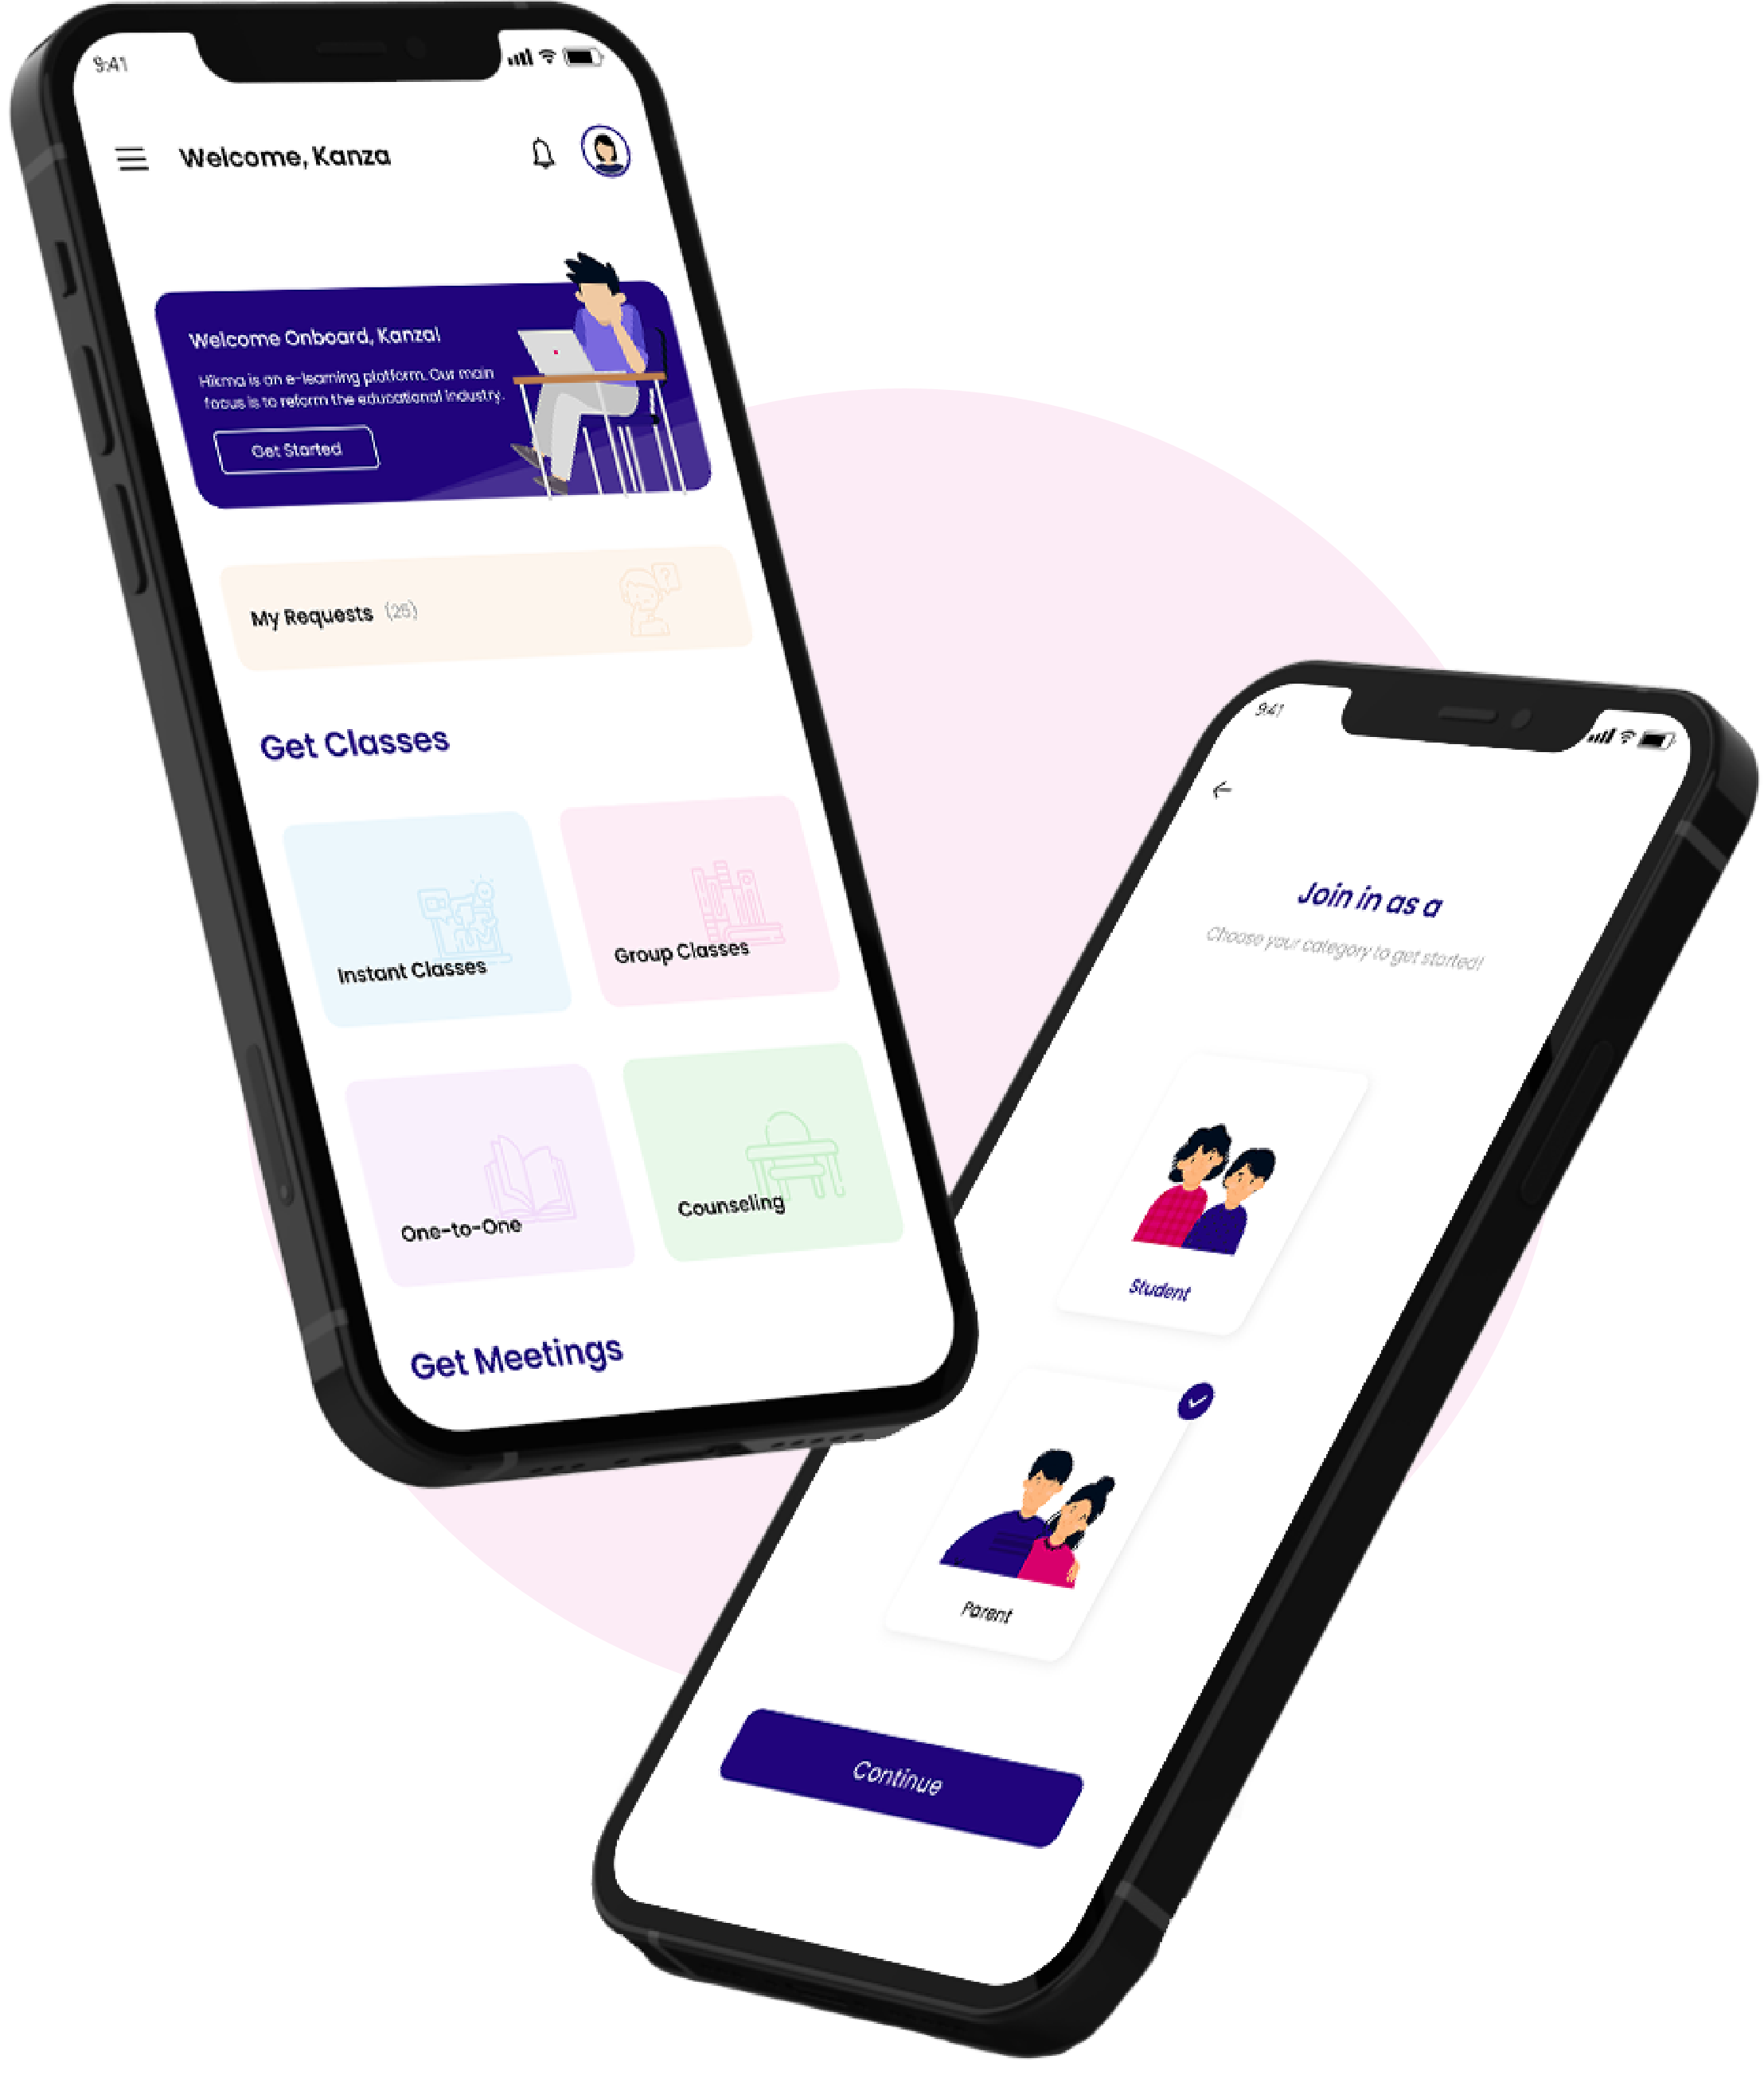 9:41
Welcome, Kanza
Welcome Onboard, Kanza!
Hikma is an e-learning platform. Our main
focus is to reform the educational industry.
Get Started
My Requests (25)
Get Classes
Instant Classes
Group Classes
One-to-One
Counseling
Get Meetings
9:41
Join in as a
Choose your category to get started!
Student
Parent
Continue